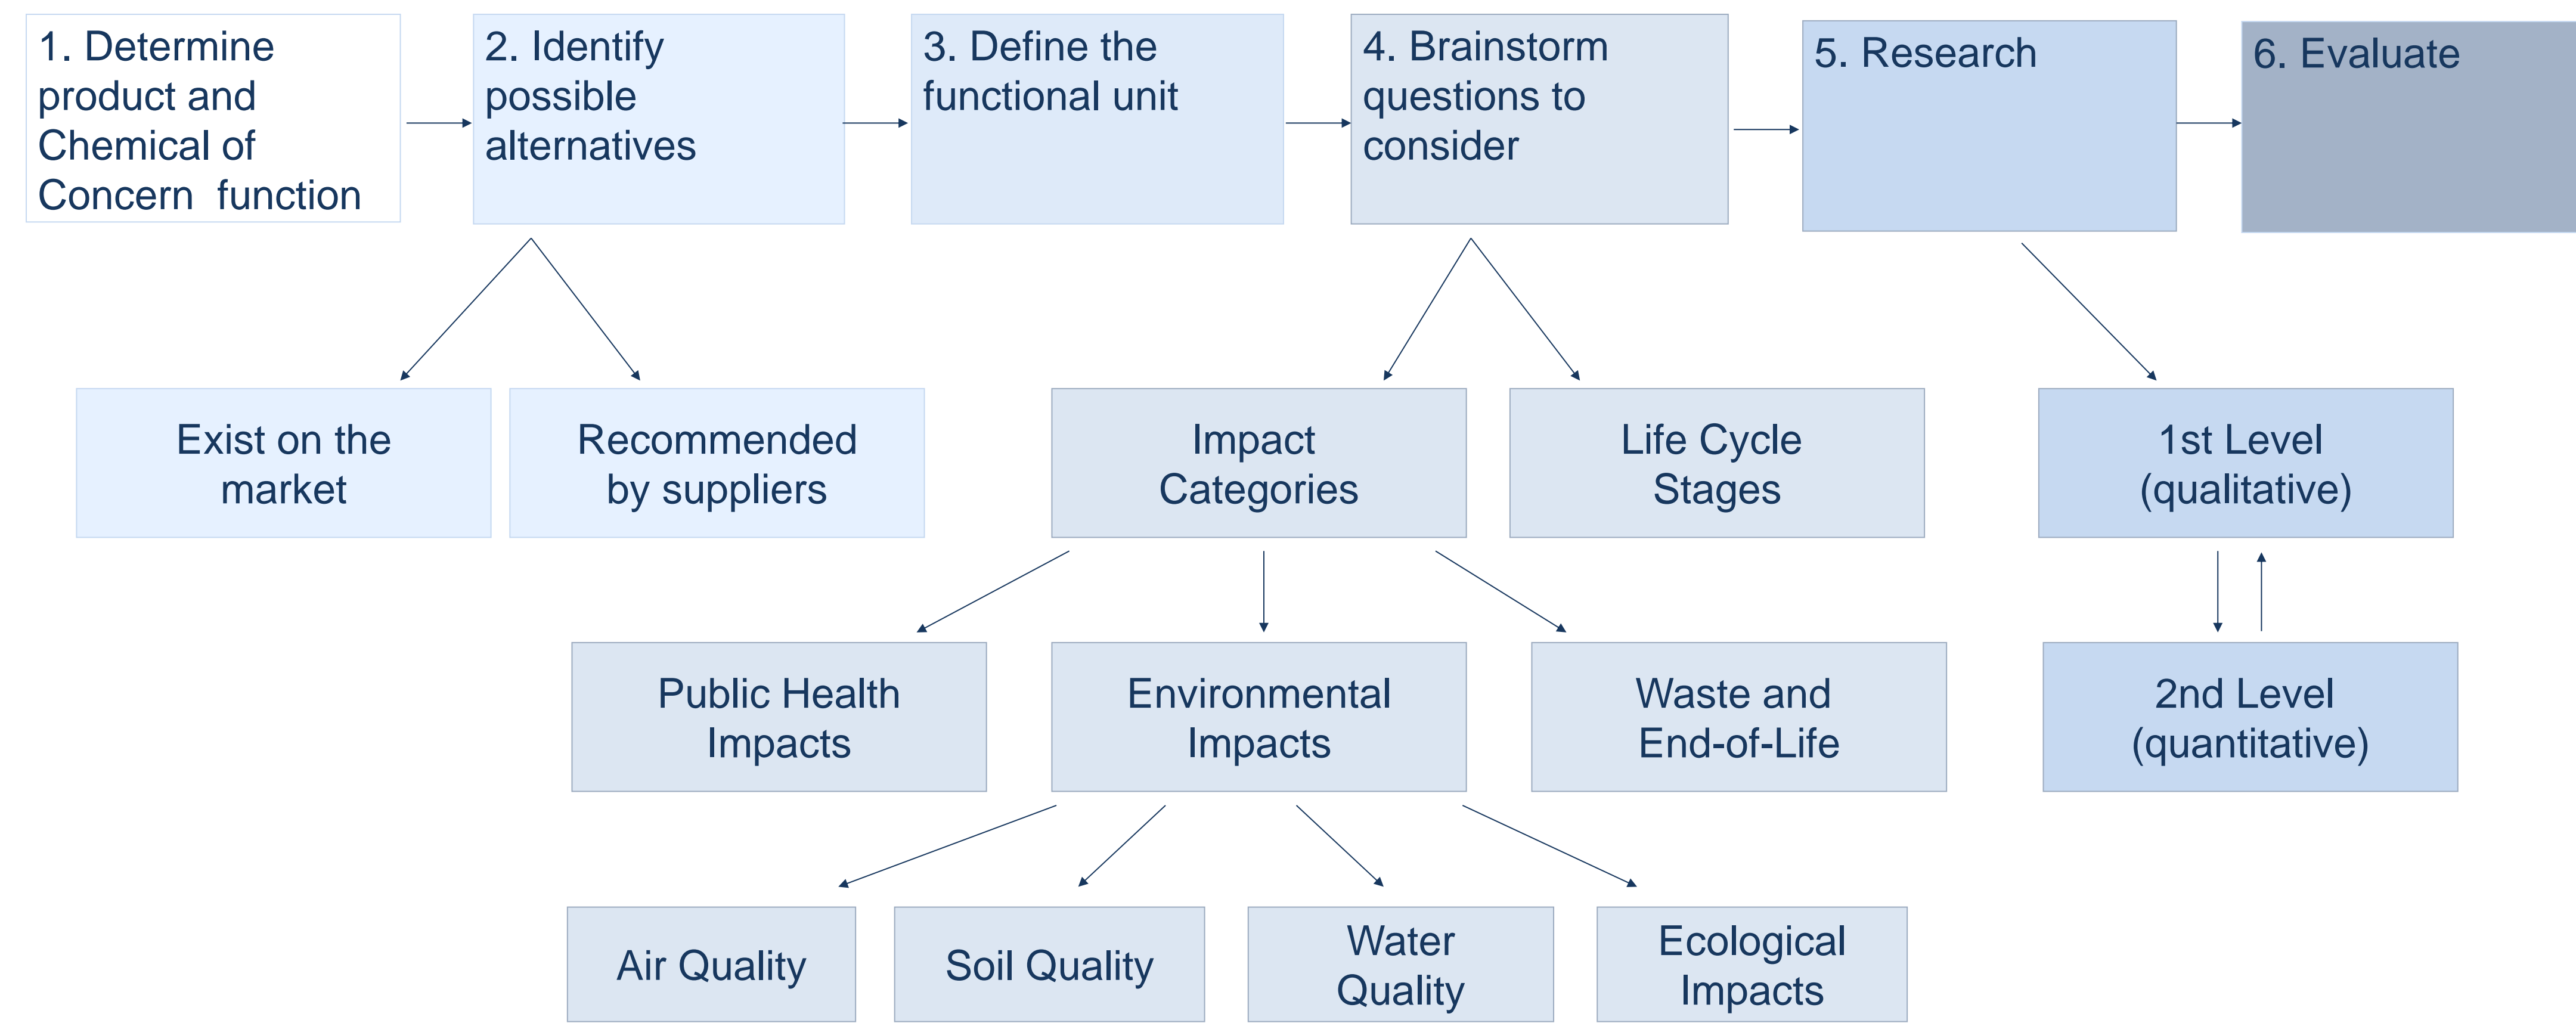 1. Determine
product and
Chemical of
Concern  function
2. Identify
possible
alternatives
3. Define the
functional unit
4. Brainstorm
questions to
consider
5. Research
6. Evaluate
Exist on the
market
Recommended
by suppliers
Impact
Categories
Life Cycle
Stages
1st Level
(qualitative)
Public Health
Impacts
Environmental
Impacts
Waste and
End-of-Life
2nd Level
(quantitative)
Air Quality
Soil Quality
Water
Quality
Ecological
Impacts